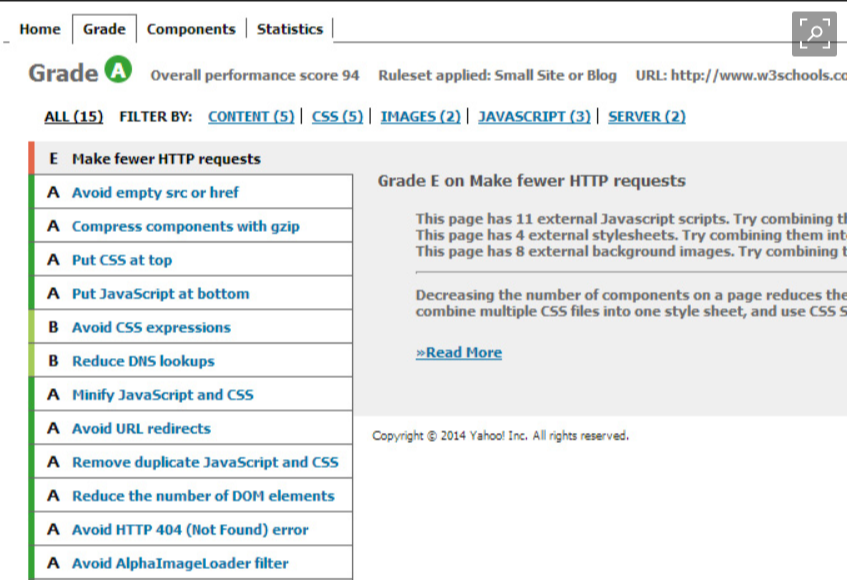 Home Grade Components Statistics
Grade A Overall performance score 94 Ruleset applied: Small Site or Blog URL: http://www.w3schools.co
ALL (15) FILTER BY: CONTENT (5) | CSS (5) | IMAGES (2) | JAVASCRIPT (3) | SERVER (2)
E Make fewer HTTP requests
A Avoid empty src or href
A Compress components with gzip
A Put CSS at top
A Put JavaScript at bottom
B Avoid CSS expressions
B Reduce DNS lookups
A Minify JavaScript and CSS
A Avoid URL redirects
A Remove duplicate JavaScript and CSS
A Reduce the number of DOM elements
A Avoid HTTP 404 (Not Found) error
A Avoid AlphaImageLoader filter
Grade E on Make fewer HTTP requests
This page has 11 external Javascript scripts. Try combining th
This page has 4 external stylesheets. Try combining them int
This page has 8 external background images. Try combining t
Decreasing the number of components on a page reduces the
combine multiple CSS files into one style sheet, and use CSS S
»Read More
Copyright © 2014 Yahoo! Inc. All rights reserved.